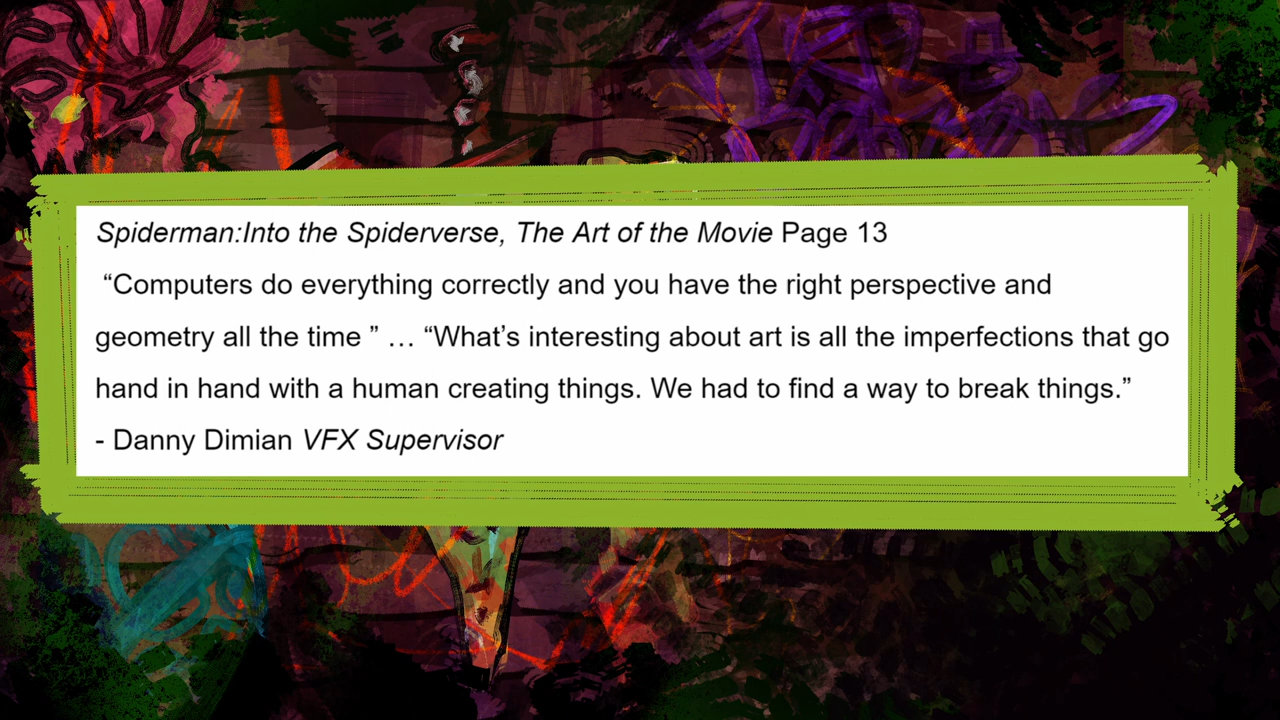 Spiderman:Into the Spiderverse, The Art of the Movie Page 13
“Computers do everything correctly and you have the right perspective and
geometry all the time ” … “What’s interesting about art is all the imperfections that go
hand in hand with a human creating things. We had to find a way to break things.”
- Danny Dimian VFX Supervisor